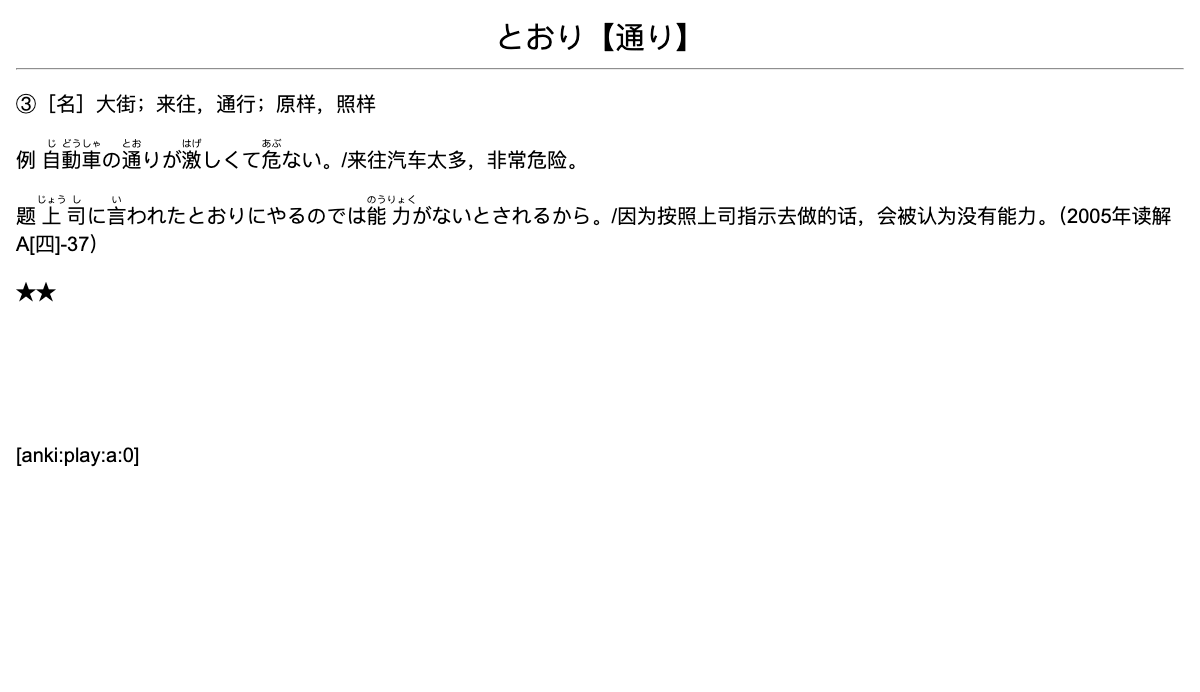 とおり【通り】
③［名］大街；来往，通行；原样，照样
じ どうしゃ とお はげ あぶ
例 自動車の通りが激しくて危ない。/来往汽车太多，非常危险。
じょう し い のうりょく
题 上 司に言われたとおりにやるのでは能 力がないとされるから。/因为按照上司指示去做的话，会被认为没有能力。（2005年读解
A[四]-37）
★★
[anki:play:a:0]